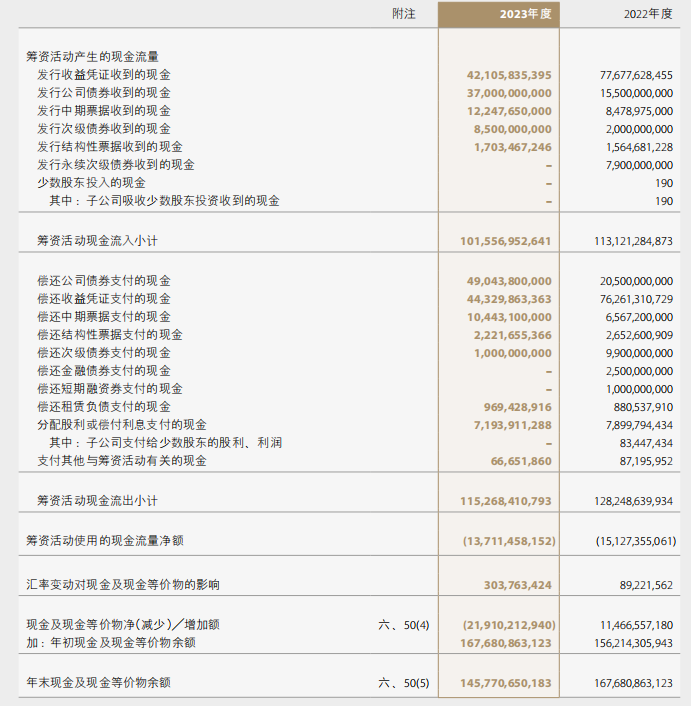 附注 2023年度 2022年度
筹资活动产生的现金流量
发行收益凭证收到的现金 42,105,835,395 77,677,628,455
发行公司债券收到的现金 37,000,000,000 15,500,000,000
发行中期票据收到的现金 12,247,650,000 8,478,975,000
发行次级债券收到的现金 8,500,000,000 2,000,000,000
发行结构性票据收到的现金 1,703,467,246 1,564,681,228
发行永续次级债券收到的现金 – 7,900,000,000
少数股东投入的现金 – 190
其中：子公司吸收少数股东投资收到的现金 – 190
筹资活动现金流入小计 101,556,952,641 113,121,284,873
偿还公司债券支付的现金 49,043,800,000 20,500,000,000
偿还收益凭证支付的现金 44,329,863,363 76,261,310,729
偿还中期票据支付的现金 10,443,100,000 6,567,200,000
偿还结构性票据支付的现金 2,221,655,366 2,652,600,909
偿还次级债券支付的现金 1,000,000,000 9,900,000,000
偿还金融债券支付的现金 – 2,500,000,000
偿还短期融资券支付的现金 – 1,000,000,000
偿还租赁负债支付的现金 969,428,916 880,537,910
分配股利或偿付利息支付的现金 7,193,911,288 7,899,794,434
其中：子公司支付给少数股东的股利、利润 – 83,447,434
支付其他与筹资活动有关的现金 66,651,860 87,195,952
筹资活动现金流出小计 115,268,410,793 128,248,639,934
筹资活动使用的现金流量净额 (13,711,458,152) (15,127,355,061)
汇率变动对现金及现金等价物的影响 303,763,424 89,221,562
现金及现金等价物净(减少)／增加额 六、50(4) (21,910,212,940) 11,466,557,180
加：年初现金及现金等价物余额 167,680,863,123 156,214,305,943
年末现金及现金等价物余额 六、50(5) 145,770,650,183 167,680,863,123